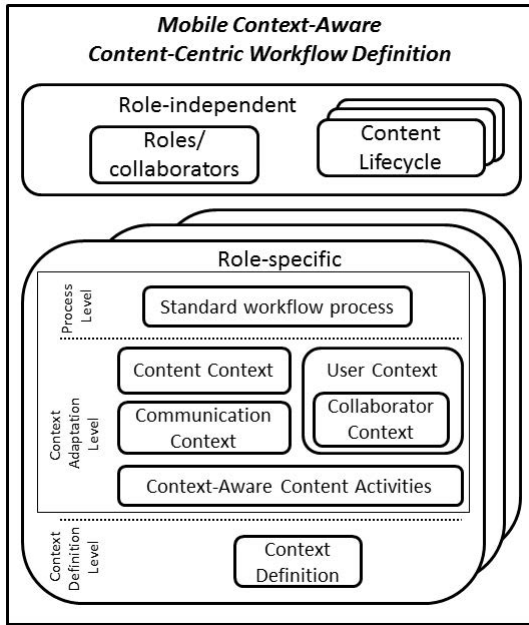 Mobile Context-Aware
Content-Centric Workflow Definition
Role-independent
Roles/
collaborators
Content
Lifecycle
Role-specific
Process
Level
Standard workflow process
Context
Adaptation
Level
Content Context
User Context
Communication
Context
Collaborator
Context
Context-Aware Content Activities
Context
Definition
Level
Context
Definition